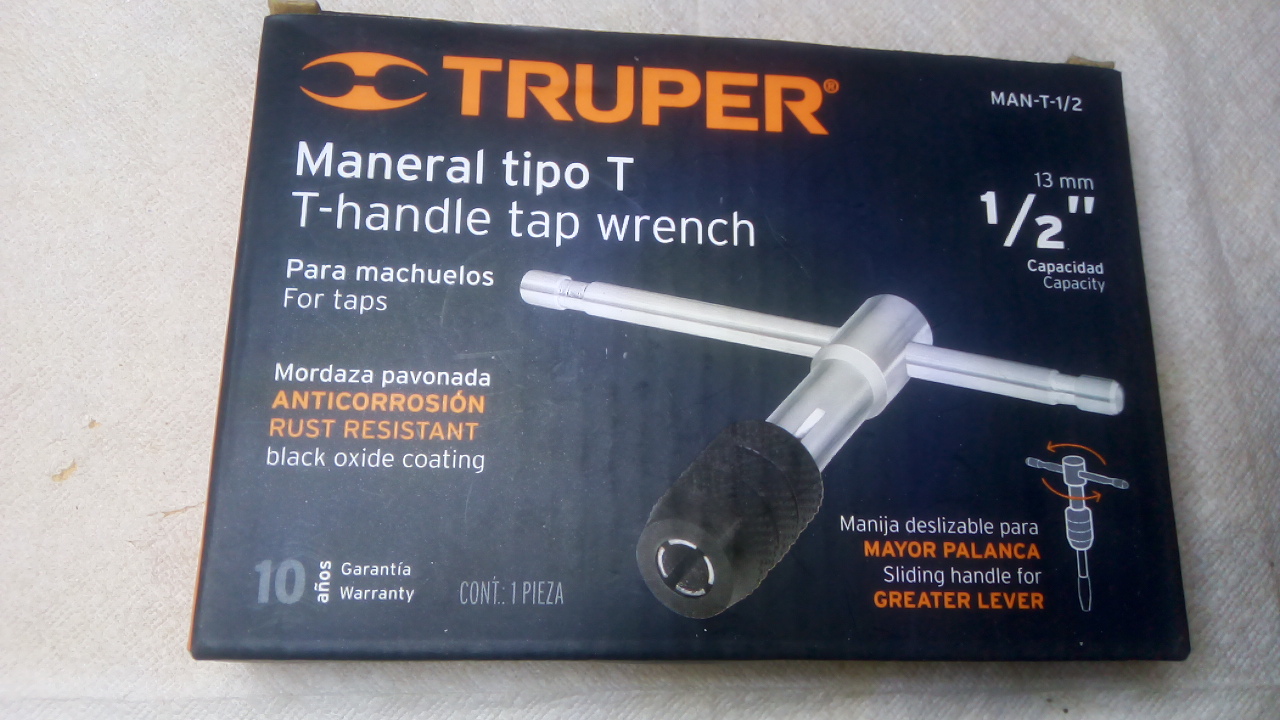 TRUPER®
MAN-T-1/2
Maneral tipo T
T-handle tap wrench
13 mm
1/2"
Capacidad
Capacity
Para machuelos
For taps
Mordaza pavonada
ANTICORROSIÓN
RUST RESISTANT
black oxide coating
Manija deslizable para
MAYOR PALANCA
Sliding handle for
GREATER LEVER
10 años
Garantía
Warranty
CONT.: 1 PIEZA